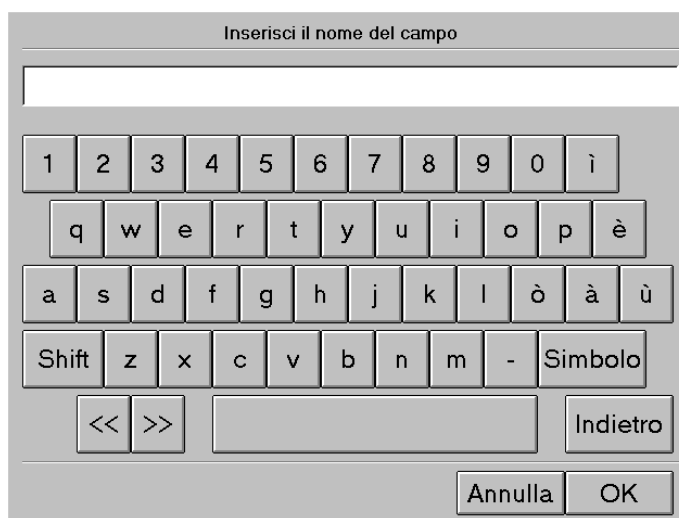 Inserisci il nome del campo
1 2 3 4 5 6 7 8 9 0 ì
q w e r t y u i o p è
a s d f g h j k l ò à ù
Shift z x c v b n m - Simbolo
<< >> Indietro
Annulla OK